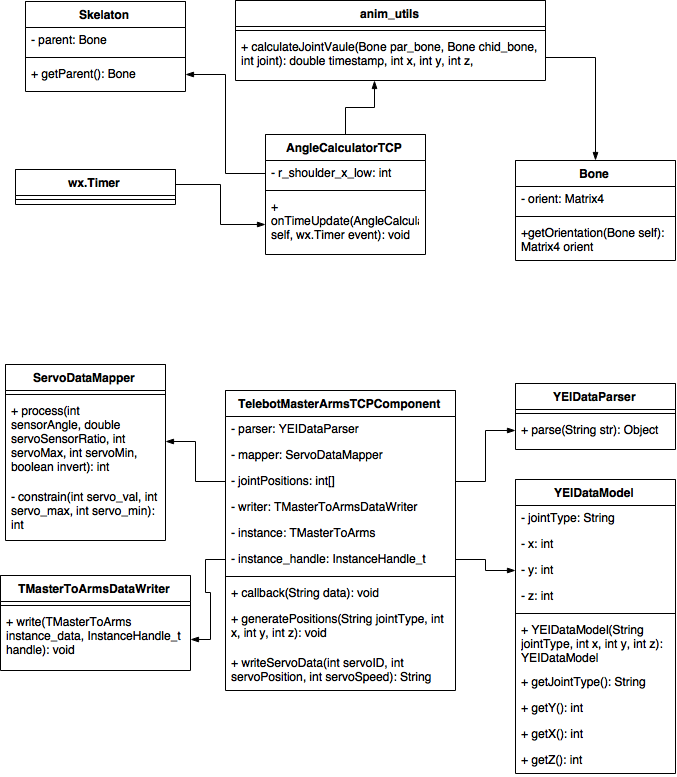 Skelaton
- parent: Bone
+ getParent(): Bone
anim_utils
+ calculateJointVaule(Bone par_bone, Bone chid_bone,
int joint): double timestamp, int x, int y, int z,
AngleCalculatorTCP
- r_shoulder_x_low: int
+
onTimeUpdate(AngleCalcula
self, wx.Timer event): void
wx.Timer
Bone
- orient: Matrix4
+getOrientation(Bone self):
Matrix4 orient
ServoDataMapper
+ process(int
sensorAngle, double
servoSensorRatio, int
servoMax, int servoMin,
boolean invert): int
- constrain(int servo_val, int
servo_max, int servo_min):
int
TelebotMasterArmsTCPComponent
- parser: YEIDataParser
- mapper: ServoDataMapper
- jointPositions: int[]
- writer: TMasterToArmsDataWriter
- instance: TMasterToArms
- instance_handle: InstanceHandle_t
+ callback(String data): void
+ generatePositions(String jointType, int
x, int y, int z): void
+ writeServoData(int servoID, int
servoPosition, int servoSpeed): String
YEIDataParser
+ parse(String str): Object
YEIDataModel
- jointType: String
- x: int
- y: int
- z: int
+ YEIDataModel(String
jointType, int x, int y, int z):
YEIDataModel
+ getJointType(): String
+ getY(): int
+ getX(): int
+ getZ(): int
TMasterToArmsDataWriter
+ write(TMasterToArms
instance_data, InstanceHandle_t
handle): void